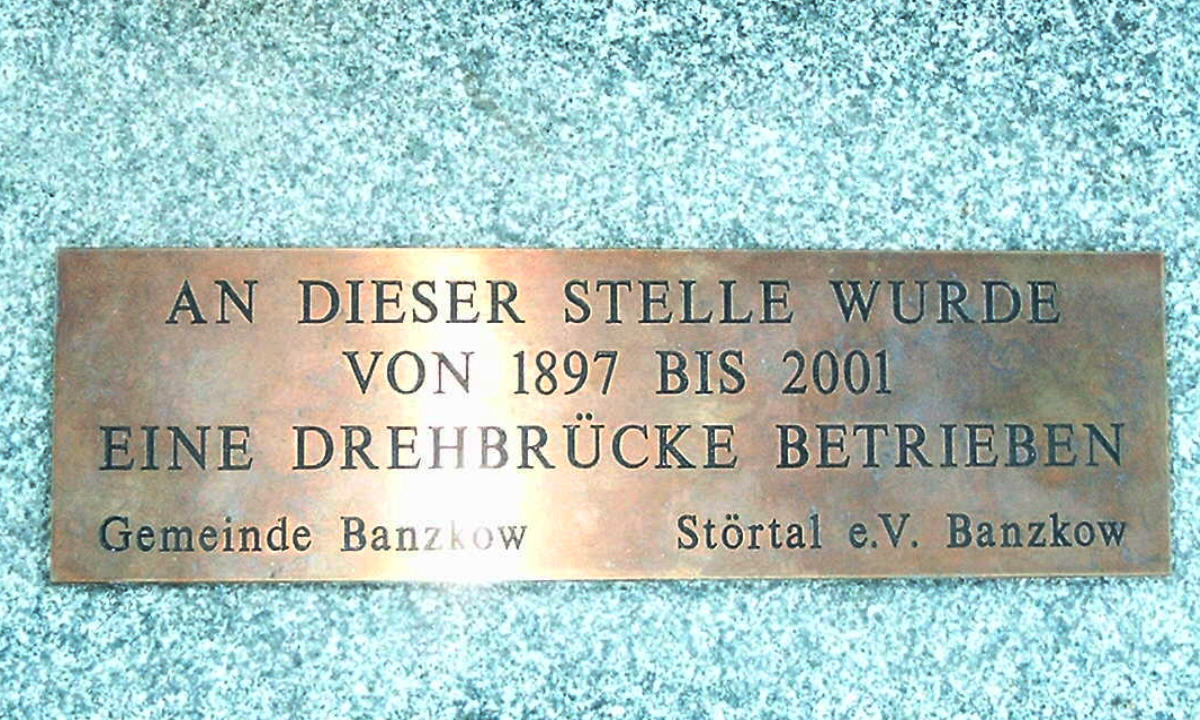 AN DIESER STELLE WURDE
VON 1897 BIS 2001
EINE DREHBRÜCKE BETRIEBEN
Gemeinde Banzkow Störtal e.V. Banzkow